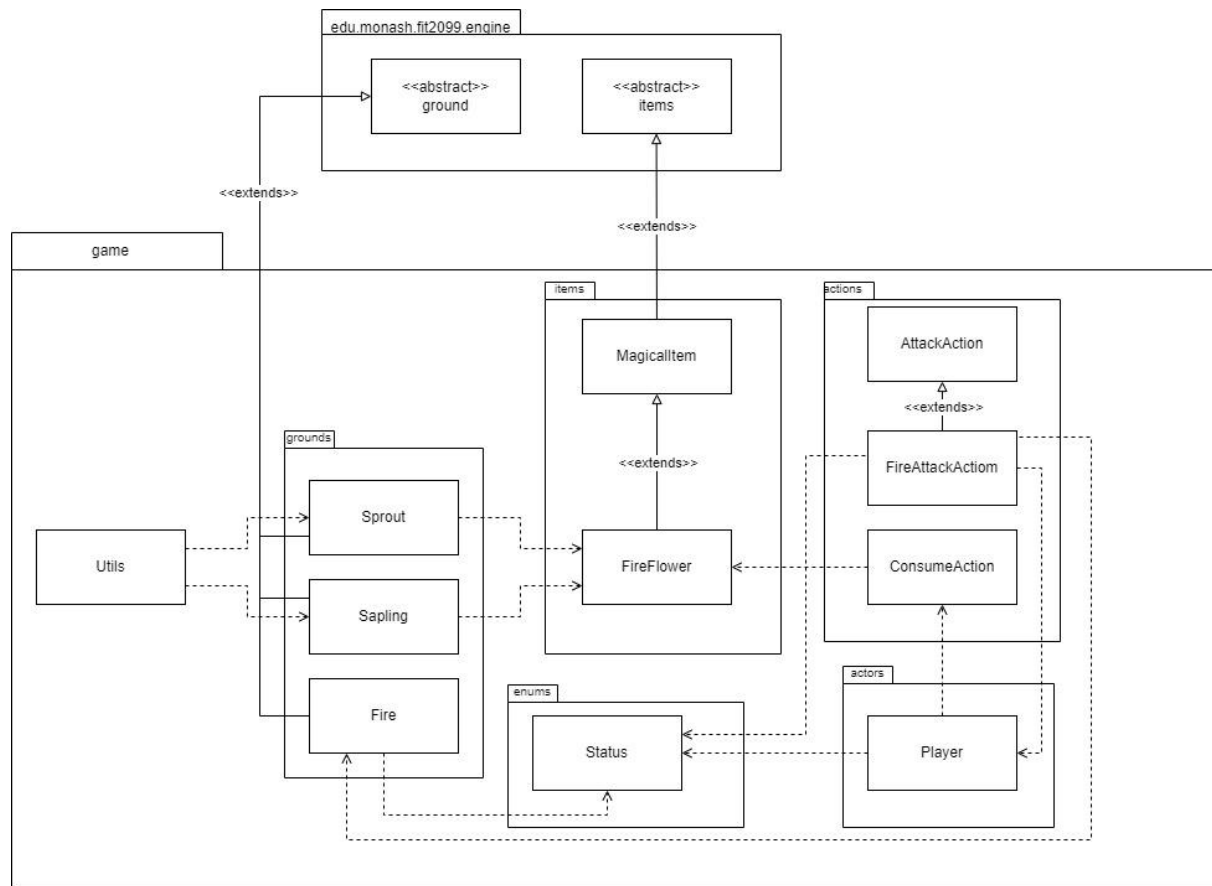 edu.monash.fit2099.engine
<<abstract>>
ground
<<abstract>>
items
<<extends>>
<<extends>>
game
items
actions
MagicalItem
AttackAction
<<extends>>
grounds
<<extends>>
FireAttackActiom
Sprout
Utils
FireFlower
ConsumeAction
Sapling
enums
actors
Fire
Status
Player